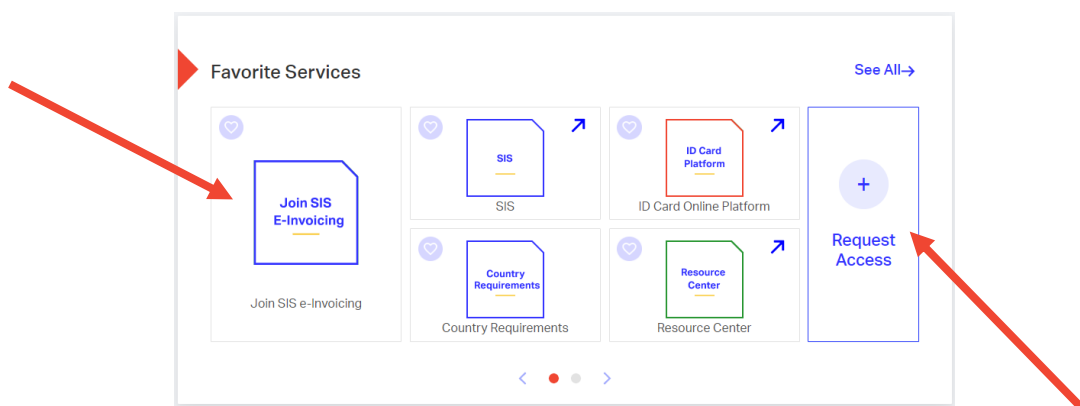 Favorite Services
See All→
Join SIS
E-Invoicing
Join SIS e-Invoicing
SIS
SIS
ID Card
Platform
ID Card Online Platform
Country
Requirements
Country Requirements
Resource
Center
Resource Center
+
Request
Access